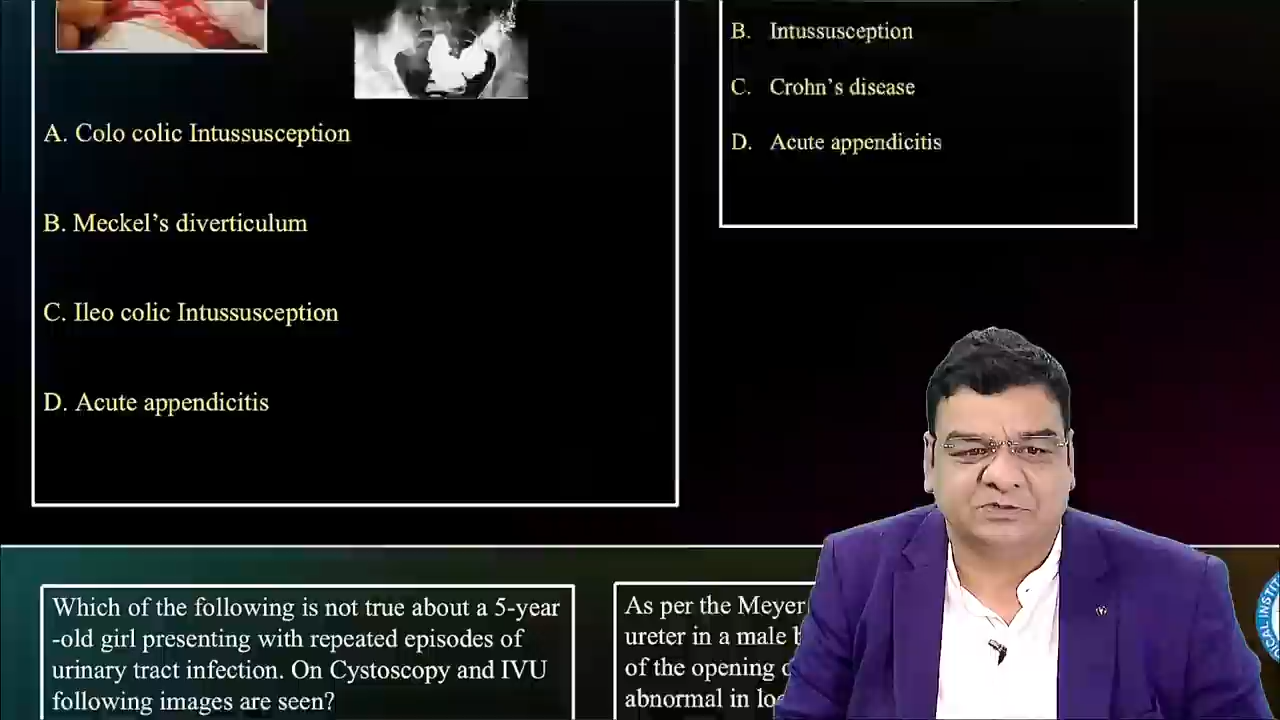 A. Colo colic Intussusception
B. Meckel’s diverticulum
C. Ileo colic Intussusception
D. Acute appendicitis
B. Intussusception
C. Crohn’s disease
D. Acute appendicitis
Which of the following is not true about a 5-year
-old girl presenting with repeated episodes of
urinary tract infection. On Cystoscopy and IVU
following images are seen?
As per the Meyer
ureter in a male
of the opening
abnormal in